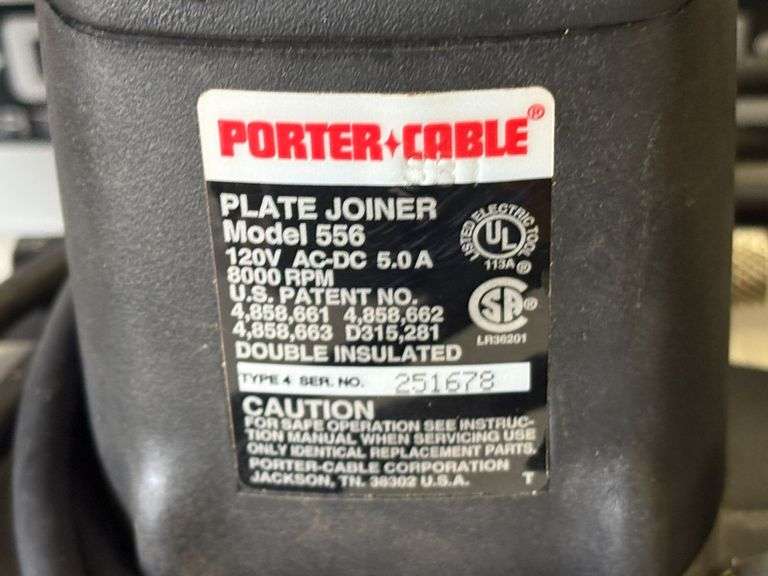 PORTER+CABLE®
PLATE JOINER
Model 556
120V AC-DC 5.0 A
8000 RPM
U.S. PATENT NO.
4,858,661 4,858,662
4,858,663 D315,281
DOUBLE INSULATED
LISTED ELECTRIC TOOL
UL
113A ®
SA ®
LR36201
TYPE 4 SER. NO. 251678
CAUTION
FOR SAFE OPERATION SEE INSTRUC-
TION MANUAL WHEN SERVICING USE
ONLY IDENTICAL REPLACEMENT PARTS.
PORTER-CABLE CORPORATION
JACKSON, TN. 38302 U.S.A. T